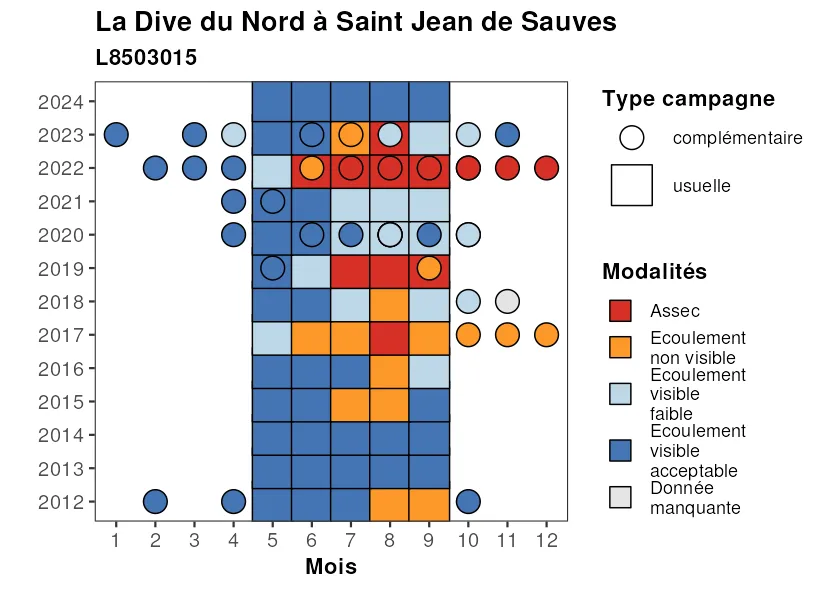 La Dive du Nord à Saint Jean de Sauves
L8503015
2024
2023
2022
2021
2020
2019
2018
2017
2016
2015
2014
2013
2012
1 2 3 4 5 6 7 8 9 10 11 12
Mois
Type campagne
complémentaire
usuelle
Modalités
Assec
Ecoulement
non visible
Ecoulement
visible
faible
Ecoulement
visible
acceptable
Donnée
manquante